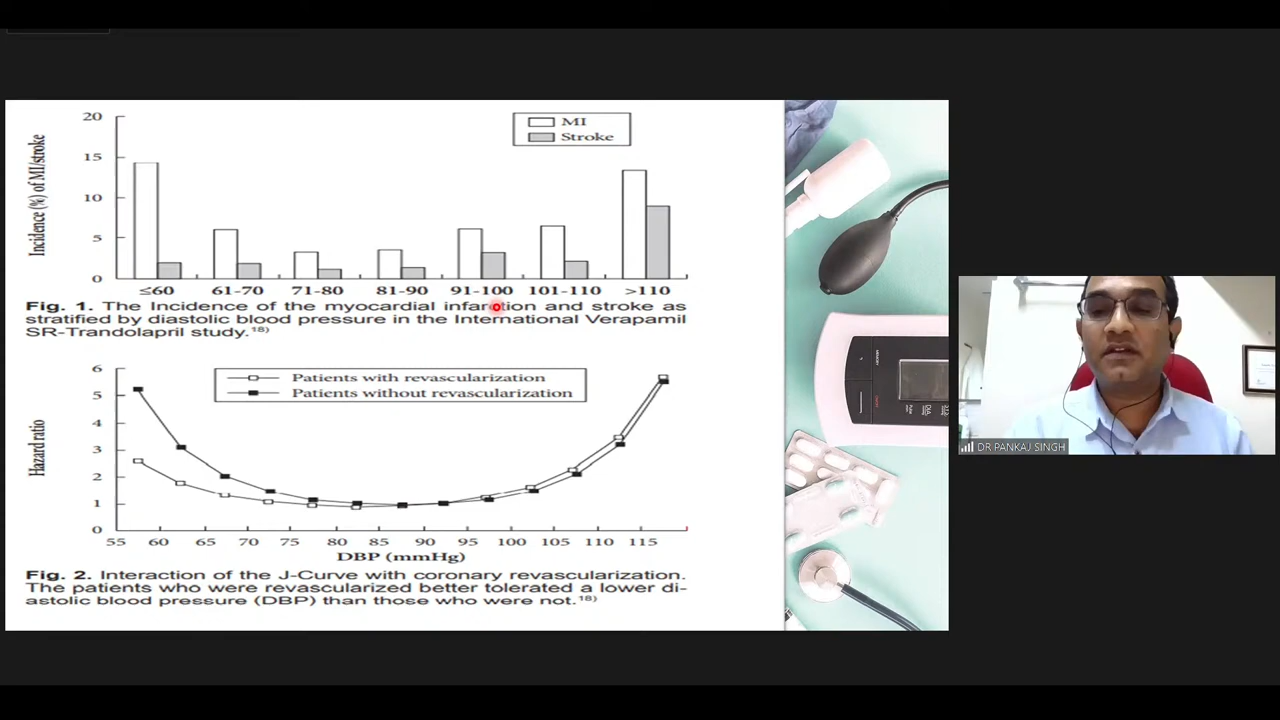 20
MI
Stroke
15
10
5
0
Incidence (%) of MI/stroke
≤60 61-70 71-80 81-90 91-100 101-110 >110
Fig. 1. The Incidence of the myocardial infarction and stroke as
stratified by diastolic blood pressure in the International Verapamil
SR-Trandolapril study.¹⁸⁾
6
Patients with revascularization
Patients without revascularization
5
4
3
2
1
0
Hazard ratio
55 60 65 70 75 80 85 90 95 100 105 110 115
DBP (mmHg)
Fig. 2. Interaction of the J-Curve with coronary revascularization.
The patients who were revascularized better tolerated a lower di-
astolic blood pressure (DBP) than those who were not.¹⁸⁾
DR PANKAJ SINGH